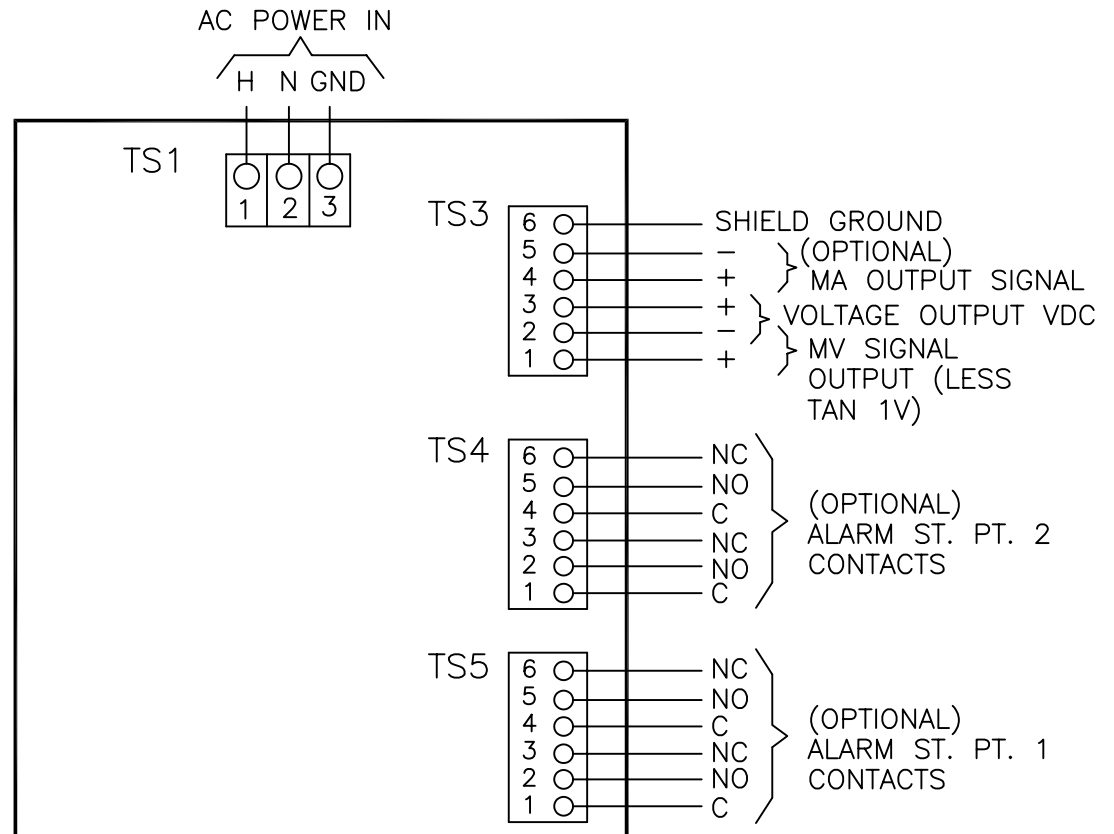 AC POWER IN
H N GND
TS1
1 2 3
TS3
6 SHIELD GROUND
5 − (OPTIONAL)
4 + MA OUTPUT SIGNAL
3 + VOLTAGE OUTPUT VDC
2 −
1 + MV SIGNAL
OUTPUT (LESS
TAN 1V)
TS4
6 NC
5 NO
4 C
3 NC
2 NO
1 C
(OPTIONAL)
ALARM ST. PT. 2
CONTACTS
TS5
6 NC
5 NO
4 C
3 NC
2 NO
1 C
(OPTIONAL)
ALARM ST. PT. 1
CONTACTS